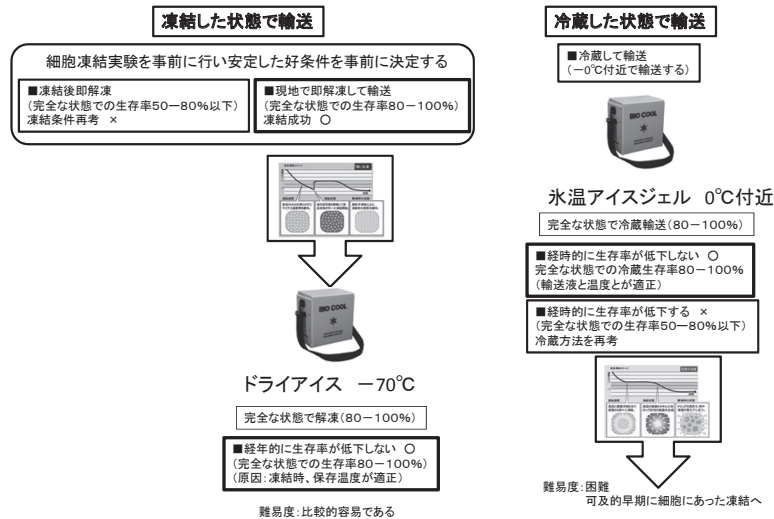 凍結した状態で輸送
細胞凍結実験を事前に行い安定した好条件を事前に決定する
■凍結後即解凍
(完全な状態での生存率50―80%以下)
凍結条件再考 ×
■現地で即解凍して輸送
(完全な状態での生存率80-100%)
凍結成功 ○
BIO COOL
ドライアイス -70℃
完全な状態で解凍(80-100%)
■経年的に生存率が低下しない ○
(完全な状態での生存率80-100%)
(原因:凍結時、保存温度が適正)
難易度:比較的容易である
冷蔵した状態で輸送
■冷蔵して輸送
(-0℃付近で輸送する)
BIO COOL
氷温アイスジェル 0℃付近
完全な状態で冷蔵輸送(80-100%)
■経時的に生存率が低下しない ○
完全な状態での冷蔵生存率80-100%
(輸送液と温度とが適正)
■経時的に生存率が低下する ×
(完全な状態での生存率50―80%以下)
冷蔵方法を再考
難易度:困難
可及的早期に細胞にあった凍結へ